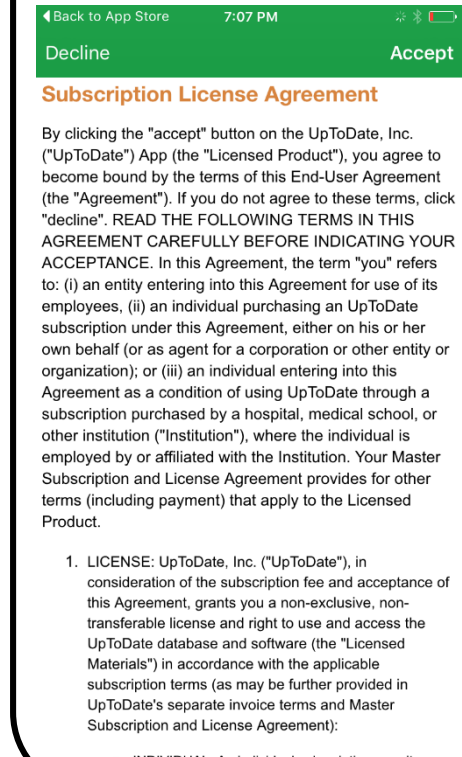 Back to App Store 7:07 PM
Decline Accept
Subscription License Agreement
By clicking the "accept" button on the UpToDate, Inc.
("UpToDate") App (the "Licensed Product"), you agree to
become bound by the terms of this End-User Agreement
(the "Agreement"). If you do not agree to these terms, click
"decline". READ THE FOLLOWING TERMS IN THIS
AGREEMENT CAREFULLY BEFORE INDICATING YOUR
ACCEPTANCE. In this Agreement, the term "you" refers
to: (i) an entity entering into this Agreement for use of its
employees, (ii) an individual purchasing an UpToDate
subscription under this Agreement, either on his or her
own behalf (or as agent for a corporation or other entity or
organization); or (iii) an individual entering into this
Agreement as a condition of using UpToDate through a
subscription purchased by a hospital, medical school, or
other institution ("Institution"), where the individual is
employed by or affiliated with the Institution. Your Master
Subscription and License Agreement provides for other
terms (including payment) that apply to the Licensed
Product.
1. LICENSE: UpToDate, Inc. ("UpToDate"), in
consideration of the subscription fee and acceptance of
this Agreement, grants you a non-exclusive, non-
transferable license and right to use and access the
UpToDate database and software (the "Licensed
Materials") in accordance with the applicable
subscription terms (as may be further provided in
UpToDate's separate invoice terms and Master
Subscription and License Agreement):